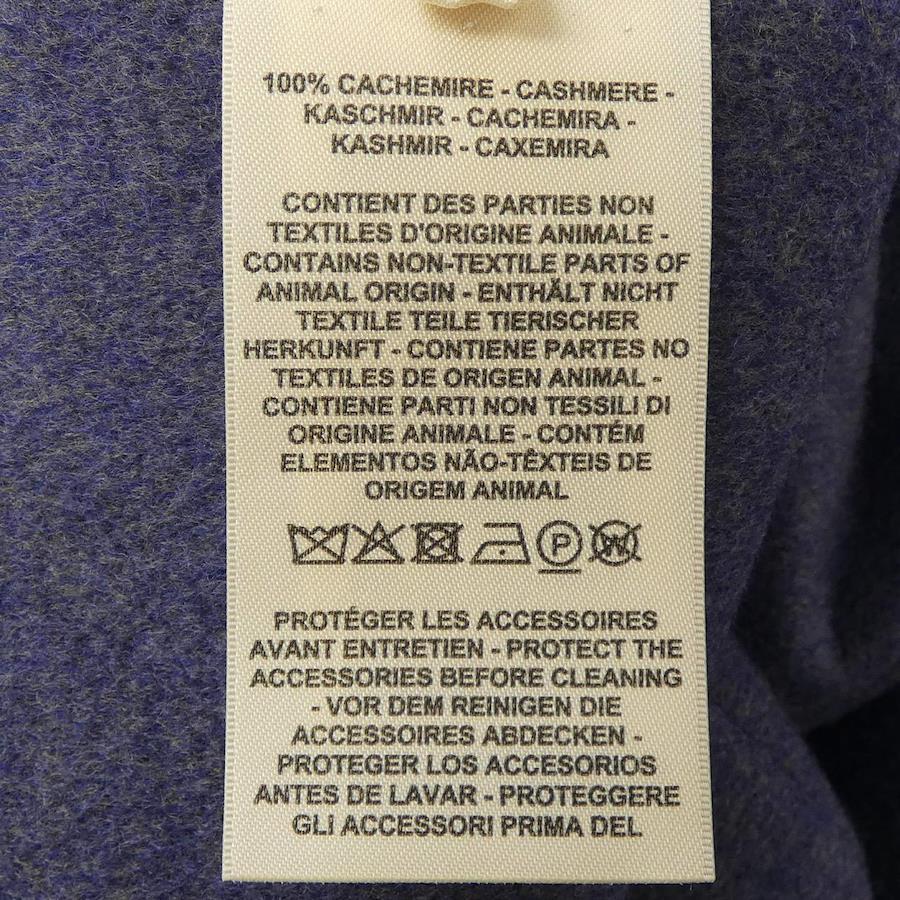 100% CACHEMIRE - CASHMERE -
KASCHMIR - CACHEMIRA -
KASHMIR - CAXEMIRA
CONTIENT DES PARTIES NON
TEXTILES D'ORIGINE ANIMALE -
CONTAINS NON-TEXTILE PARTS OF
ANIMAL ORIGIN - ENTHÄLT NICHT
TEXTILE TEILE TIERISCHER
HERKUNFT - CONTIENE PARTES NO
TEXTILES DE ORIGEN ANIMAL -
CONTIENE PARTI NON TESSILI DI
ORIGINE ANIMALE - CONTÉM
ELEMENTOS NÃO-TÊXTEIS DE
ORIGEM ANIMAL
P W
PROTÉGER LES ACCESSOIRES
AVANT ENTRETIEN - PROTECT THE
ACCESSORIES BEFORE CLEANING
- VOR DEM REINIGEN DIE
ACCESSOIRES ABDECKEN -
PROTEGER LOS ACCESORIOS
ANTES DE LAVAR - PROTEGGERE
GLI ACCESSORI PRIMA DEL